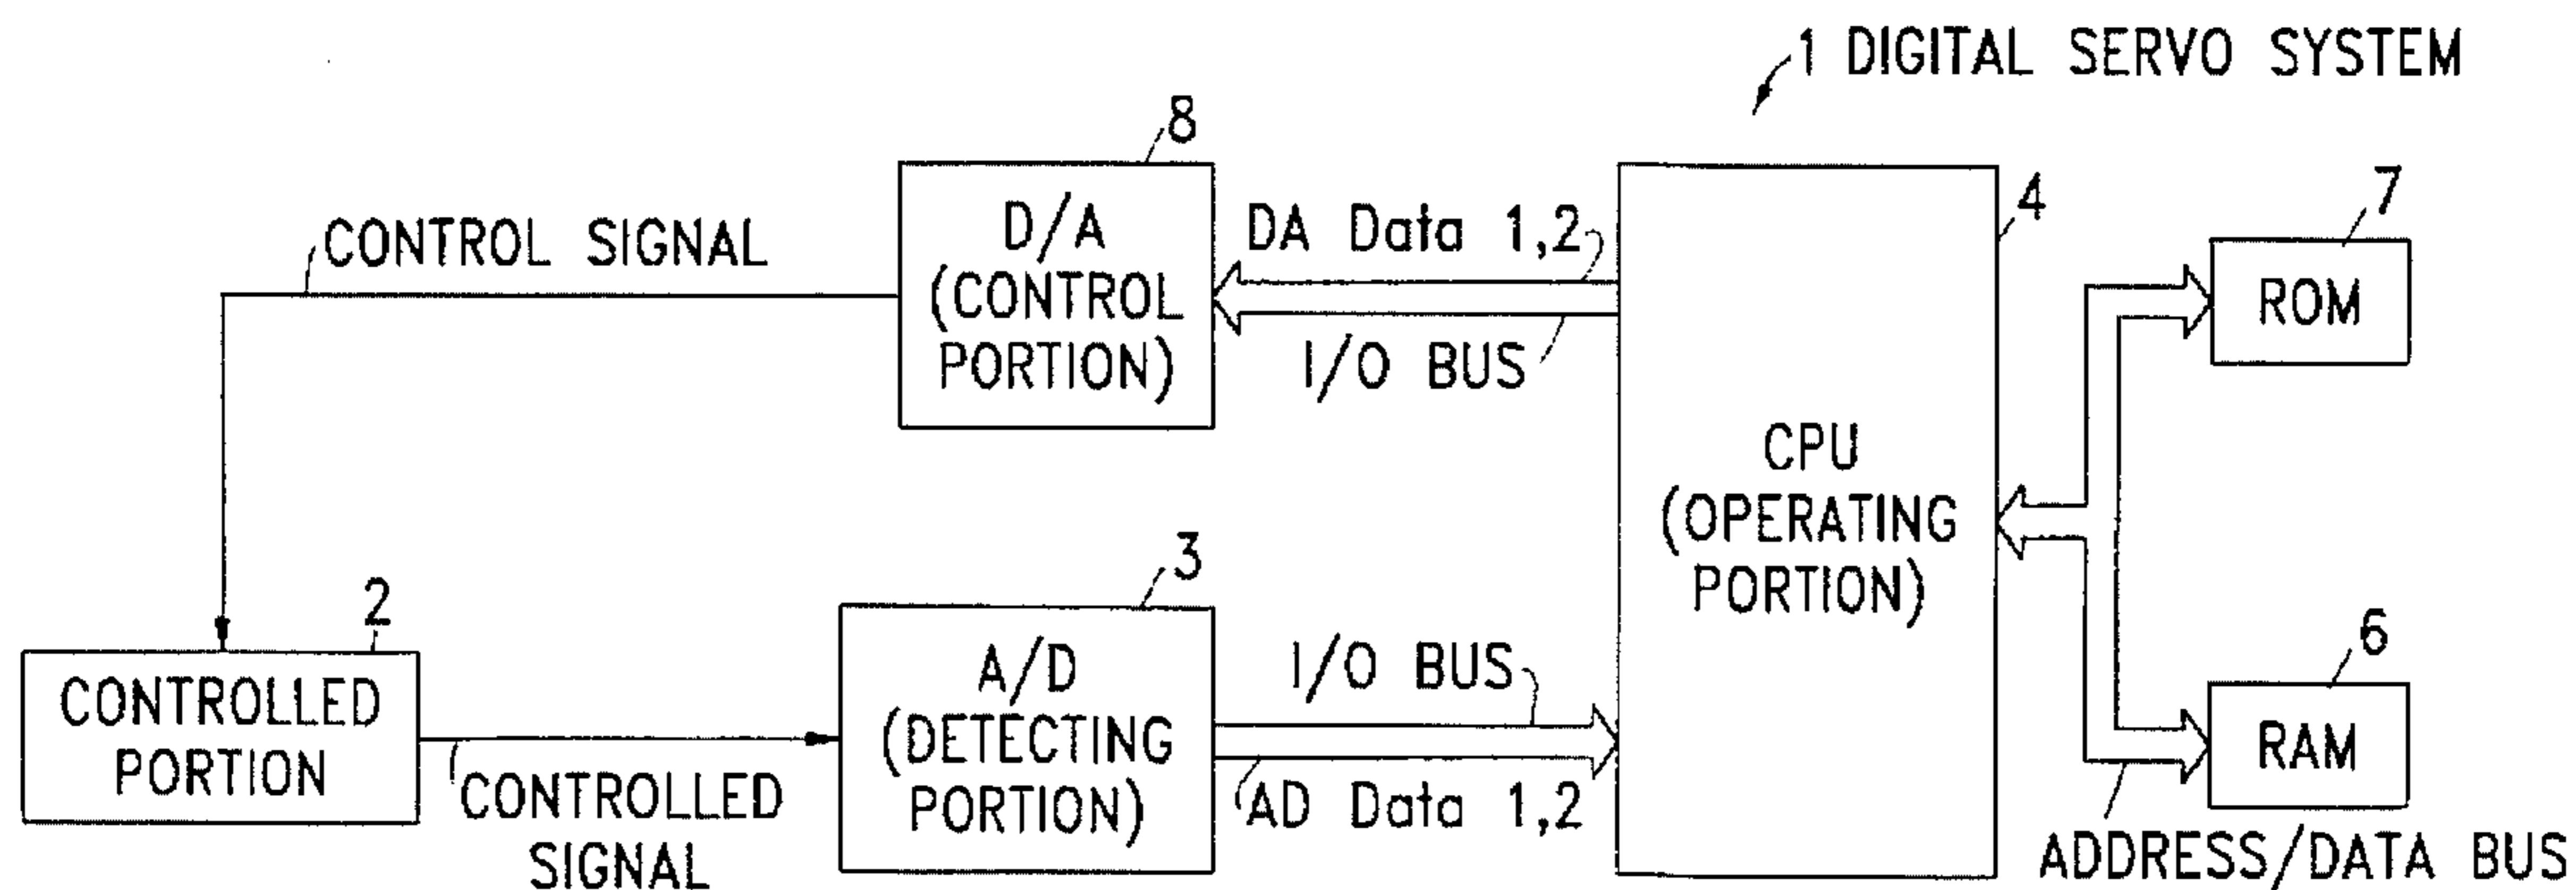 1 DIGITAL SERVO SYSTEM
8
D/A
(CONTROL
PORTION)
CONTROL SIGNAL
DA Data 1,2
I/O BUS
4
CPU
(OPERATING
PORTION)
7
ROM
2
CONTROLLED
PORTION
CONTROLLED
SIGNAL
3
A/D
(DETECTING
PORTION)
I/O BUS
AD Data 1,2
6
RAM
ADDRESS/DATA BUS